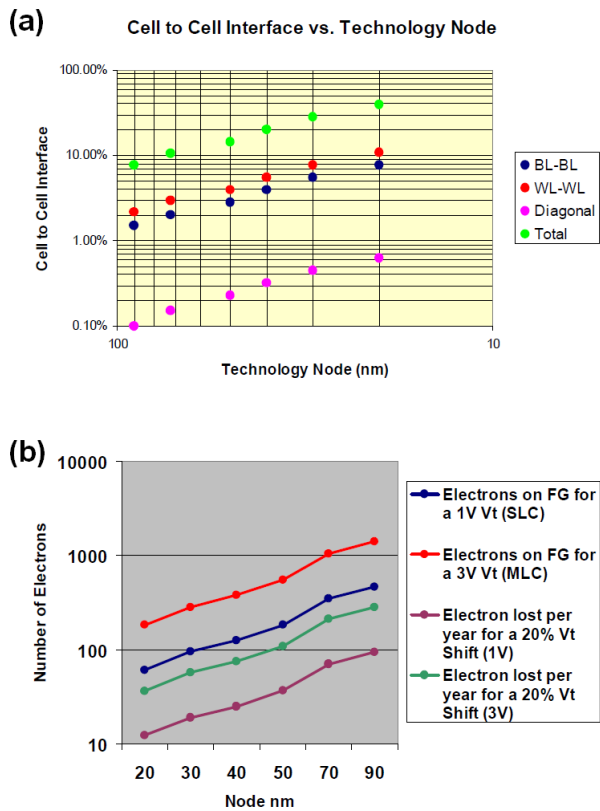 (a)
Cell to Cell Interface vs. Technology Node
100.00%
10.00%
1.00%
0.10%
Cell to Cell Interface
100
10
Technology Node (nm)
BL-BL
WL-WL
Diagonal
Total
(b)
10000
1000
100
10
Number of Electrons
20 30 40 50 70 90
Node nm
Electrons on FG for
a 1V Vt (SLC)
Electrons on FG for
a 3V Vt (MLC)
Electron lost per
year for a 20% Vt
Shift (1V)
Electron lost per
year for a 20% Vt
Shift (3V)